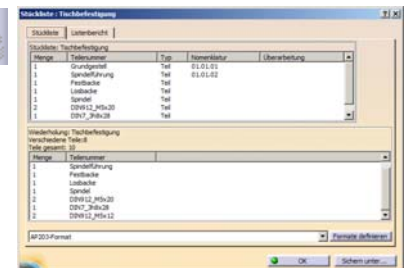 Stückliste : Tischbefestigung
Stückliste Listenbericht
Stückliste: Tischbefestigung
Menge Teilenummer Typ Nomenklatur Überarbeitung
1 Grundgestell Teil 01.01.01
1 Spindelführung Teil 01.01.02
1 Festbacke Teil
1 Losbacke Teil
1 Spindel Teil
2 DIN912_M5x20 Teil
1 DIN7_3h8x28 Teil
Wiederholung: Tischbefestigung
Verschiedene Teile:8
Teile gesamt: 10
Menge Teilenummer
1 Spindelführung
1 Festbacke
1 Losbacke
1 Spindel
2 DIN912_M5x20
1 DIN7_3h8x28
2 DIN912_M5x12
AP203-Format Formate definieren
OK Sichern unter ...